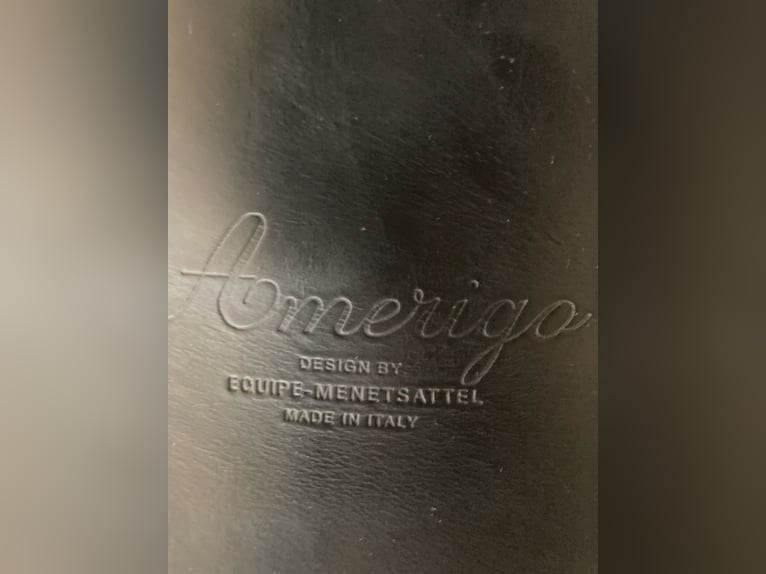 Amerigo
DESIGN BY
EQUIPE-MENETSATTEL
MADE IN ITALY